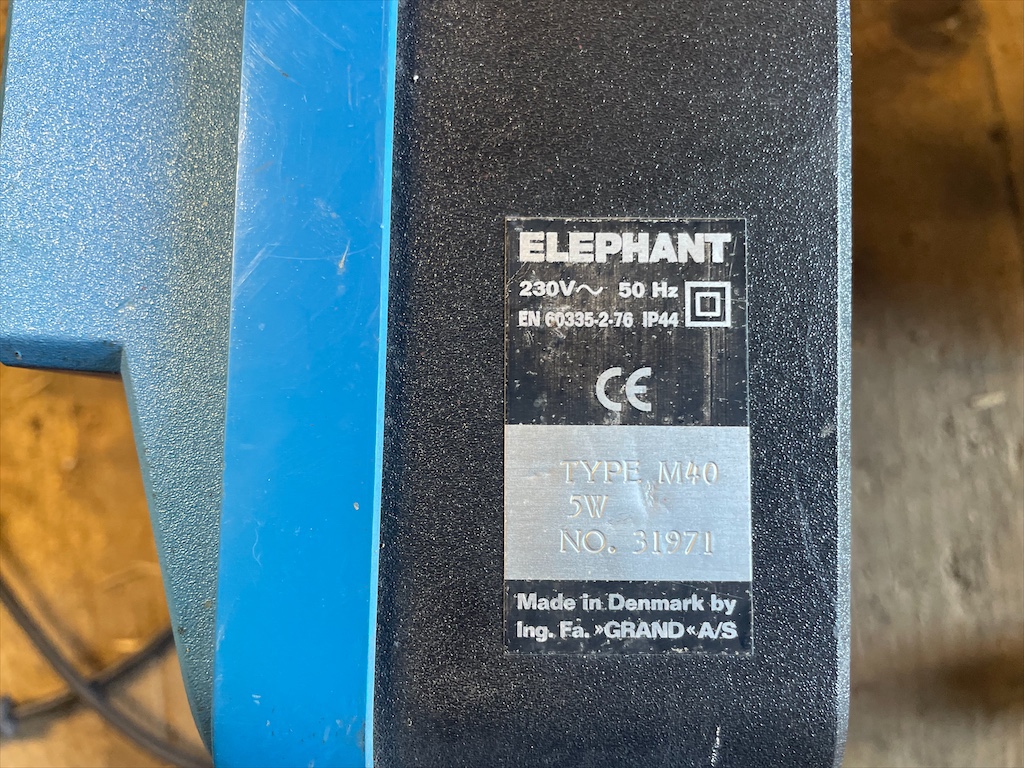 ELEPHANT
230V~ 50 Hz
EN 60335-2-76 IP44
CE
TYPE M40
5W
NO. 31971
Made in Denmark by
Ing. Fa. »GRAND« A/S